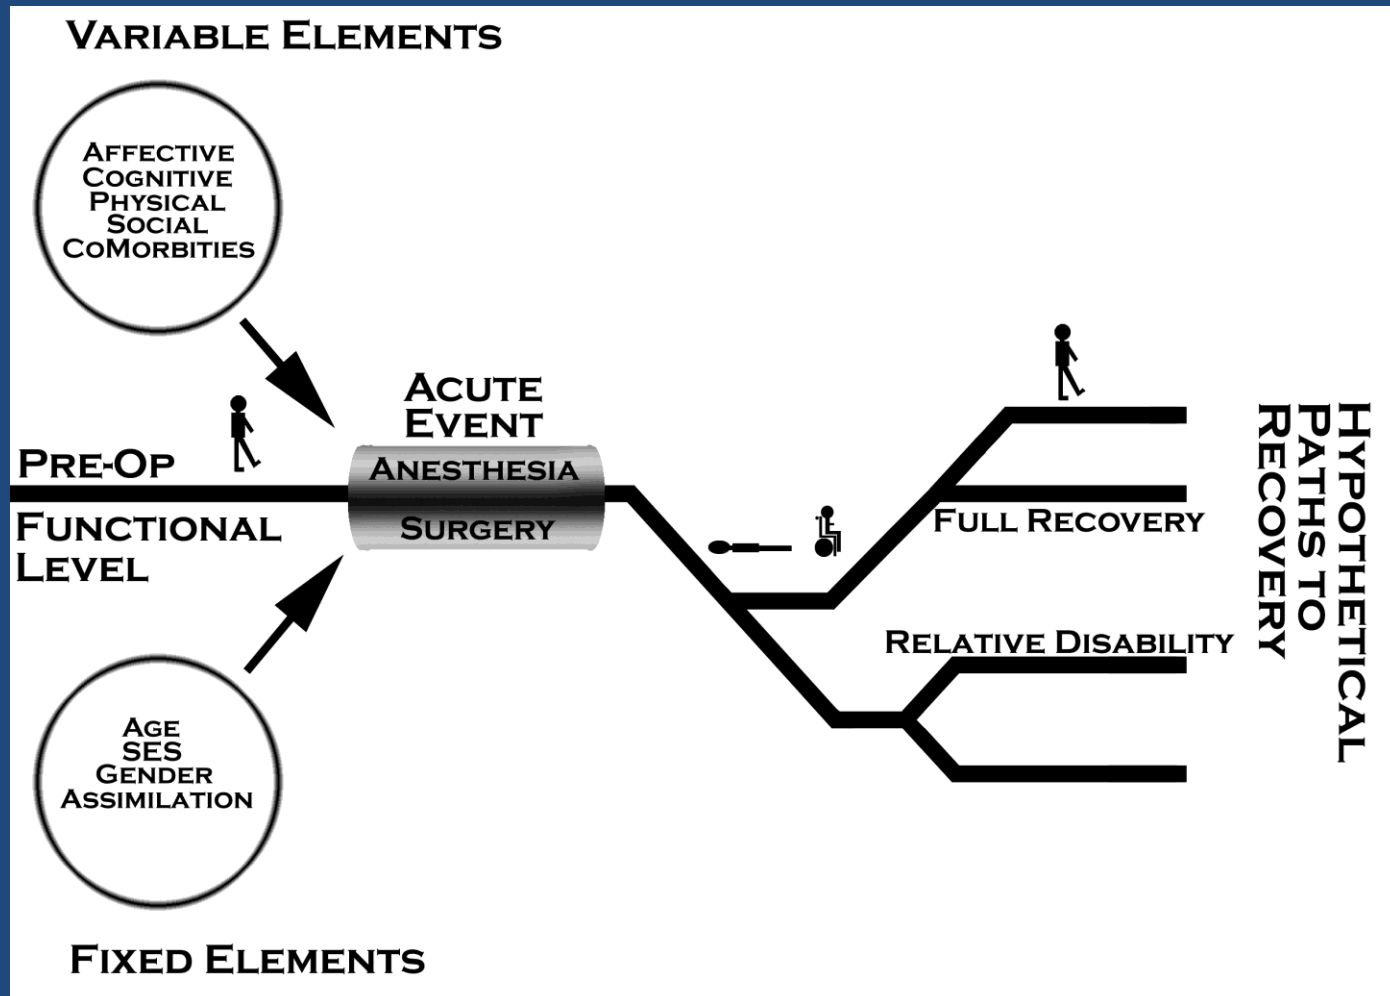 VARIABLE ELEMENTS
AFFECTIVE
COGNITIVE
PHYSICAL
SOCIAL
COMORBITIES
ACUTE
EVENT
ANESTHESIA
SURGERY
PRE-OP
FUNCTIONAL
LEVEL
FULL RECOVERY
RELATIVE DISABILITY
HYPOTHETICAL
PATHS TO
RECOVERY
AGE
SES
GENDER
ASSIMILATION
FIXED ELEMENTS